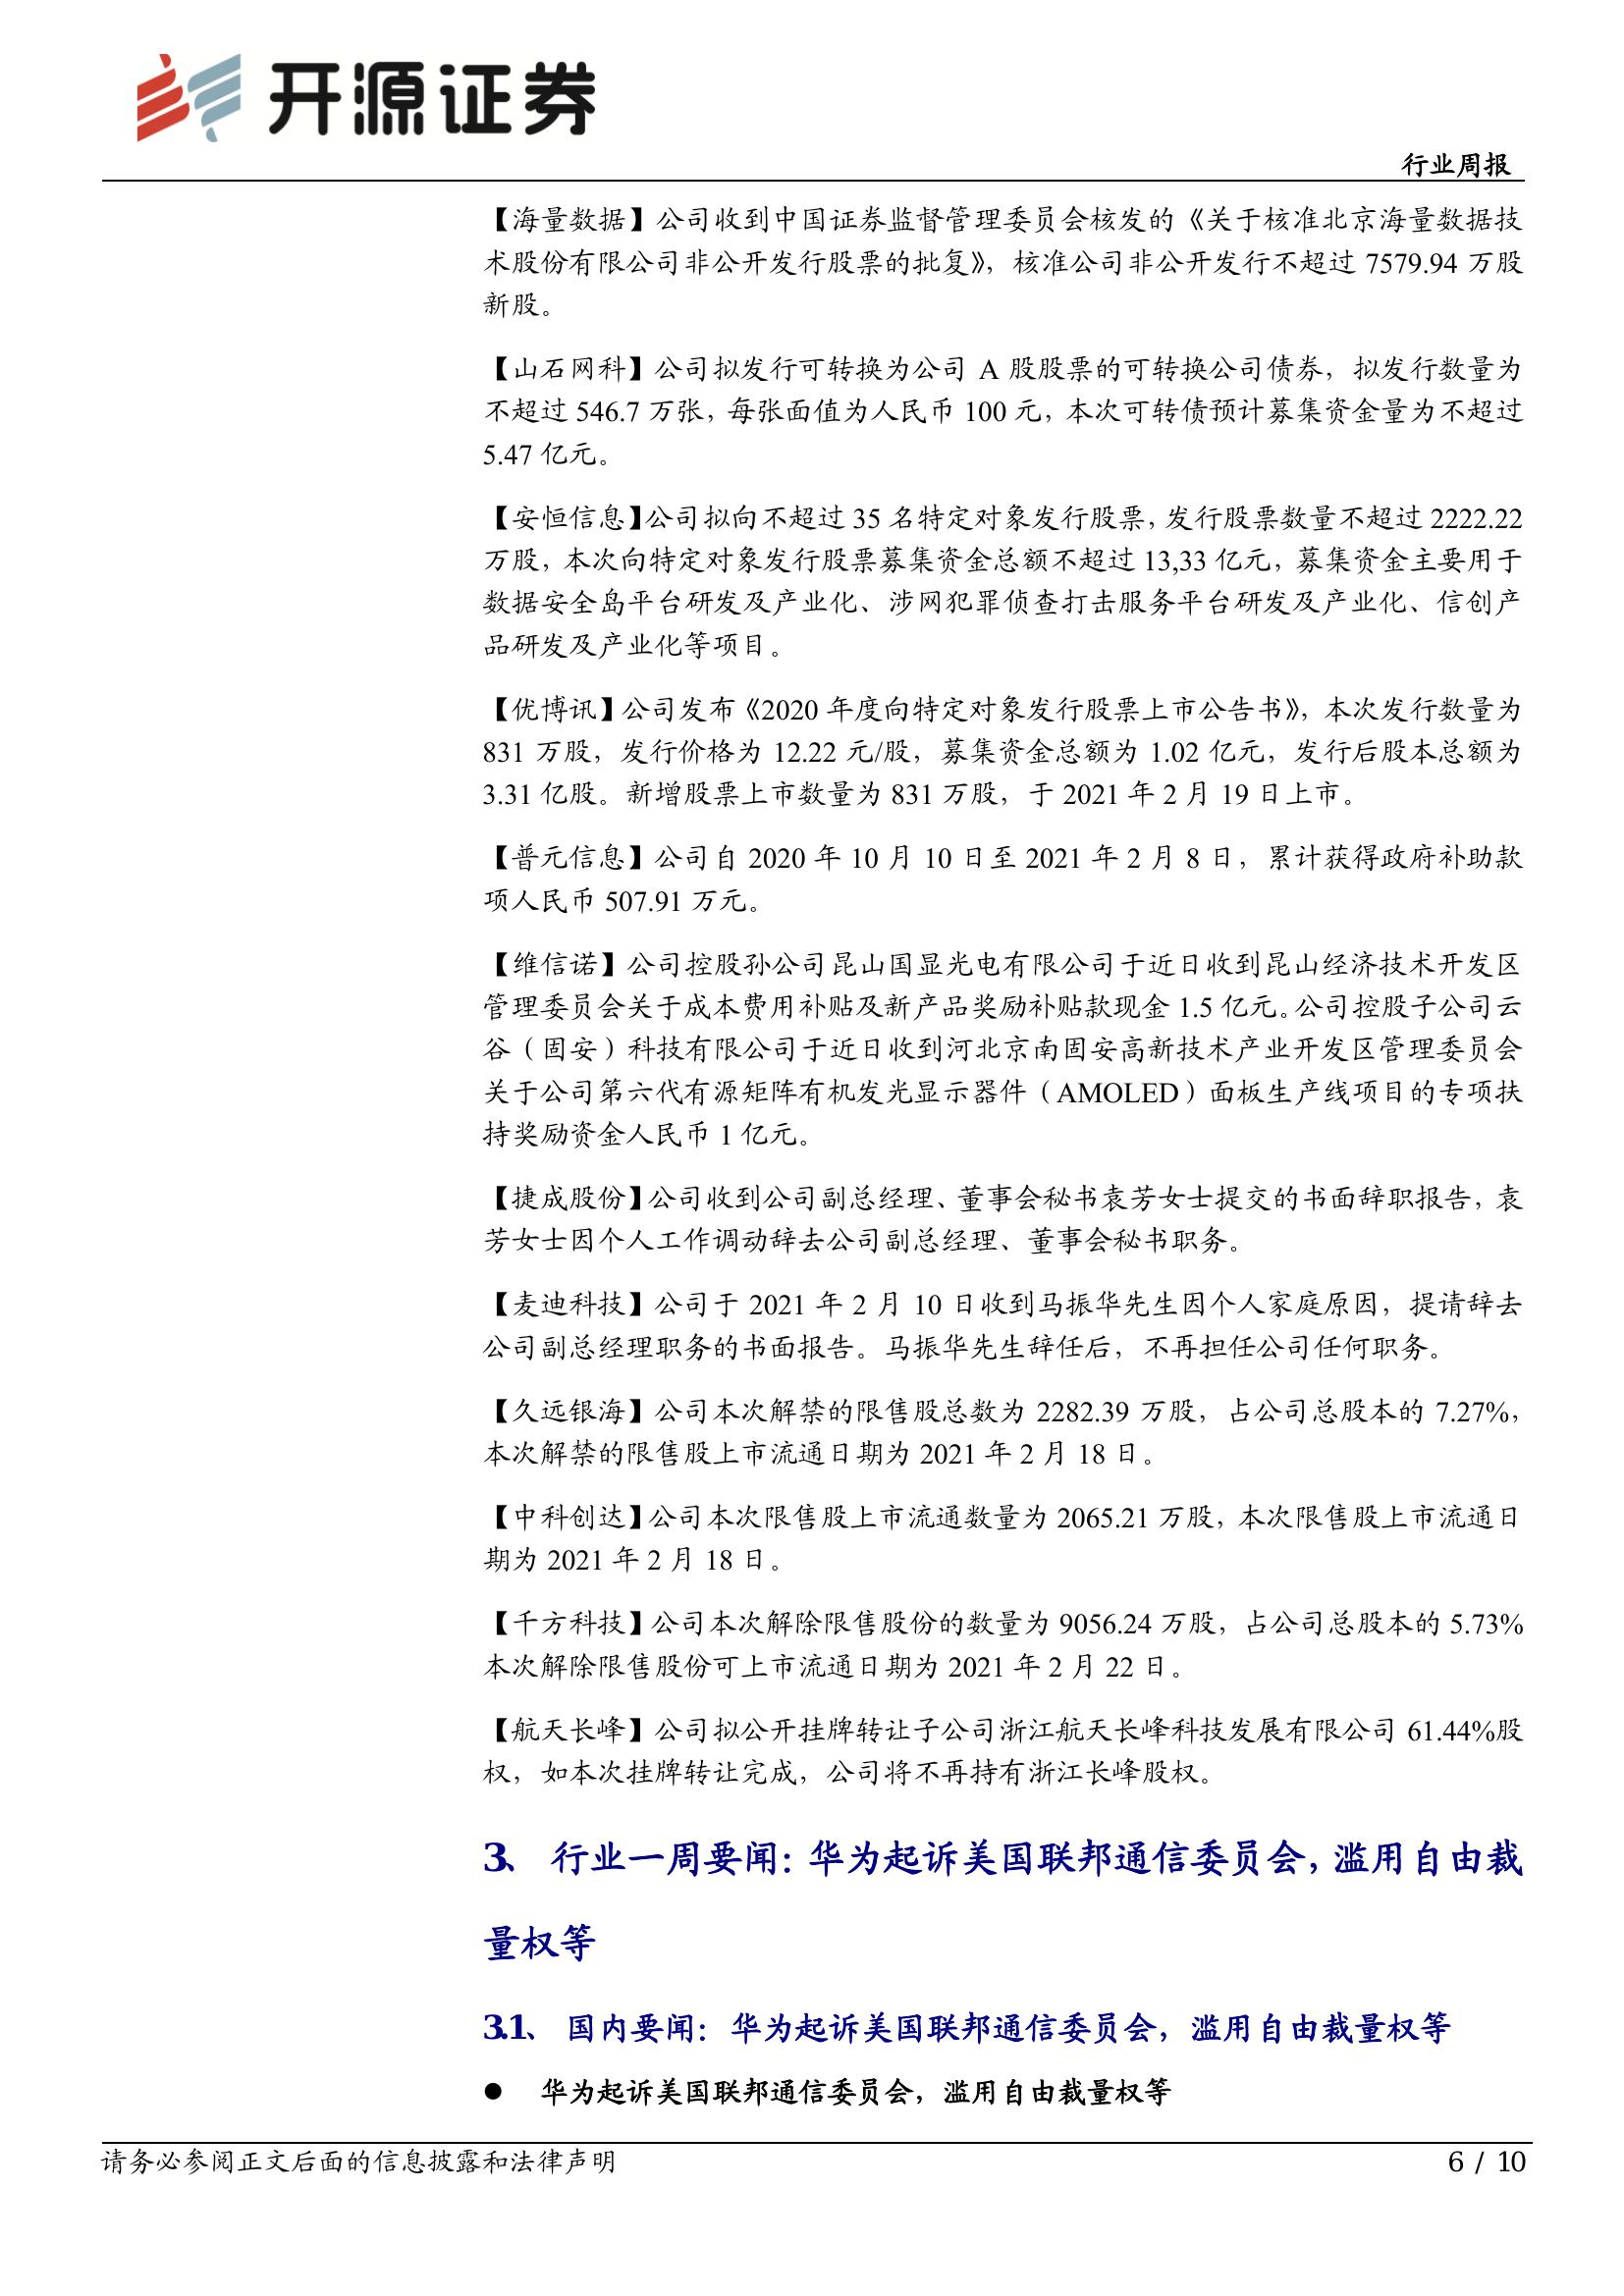 开源证券
行业周报
【海量数据】公司收到中国证券监督管理委员会核发的《关于核准北京海量数据技
术股份有限公司非公开发行股票的批复》，核准公司非公开发行不超过 7579.94 万股
新股。
【山石网科】公司拟发行可转换为公司 A 股股票的可转换公司债券，拟发行数量为
不超过 546.7 万张，每张面值为人民币 100 元，本次可转债预计募集资金量为不超过
5.47 亿元。
【安恒信息】公司拟向不超过 35 名特定对象发行股票，发行股票数量不超过 2222.22
万股，本次向特定对象发行股票募集资金总额不超过 13,33 亿元，募集资金主要用于
数据安全岛平台研发及产业化、涉网犯罪侦查打击服务平台研发及产业化、信创产
品研发及产业化等项目。
【优博讯】公司发布《2020 年度向特定对象发行股票上市公告书》，本次发行数量为
831 万股，发行价格为 12.22 元/股，募集资金总额为 1.02 亿元，发行后股本总额为
3.31 亿股。新增股票上市数量为 831 万股，于 2021 年 2 月 19 日上市。
【普元信息】公司自 2020 年 10 月 10 日至 2021 年 2 月 8 日，累计获得政府补助款
项人民币 507.91 万元。
【维信诺】公司控股孙公司昆山国显光电有限公司于近日收到昆山经济技术开发区
管理委员会关于成本费用补贴及新产品奖励补贴款现金 1.5 亿元。公司控股子公司云
谷（固安）科技有限公司于近日收到河北京南固安高新技术产业开发区管理委员会
关于公司第六代有源矩阵有机发光显示器件（AMOLED）面板生产线项目的专项扶
持奖励资金人民币 1 亿元。
【捷成股份】公司收到公司副总经理、董事会秘书袁芳女士提交的书面辞职报告，袁
芳女士因个人工作调动辞去公司副总经理、董事会秘书职务。
【麦迪科技】公司于 2021 年 2 月 10 日收到马振华先生因个人家庭原因，提请辞去
公司副总经理职务的书面报告。马振华先生辞任后，不再担任公司任何职务。
【久远银海】公司本次解禁的限售股总数为 2282.39 万股，占公司总股本的 7.27%，
本次解禁的限售股上市流通日期为 2021 年 2 月 18 日。
【中科创达】公司本次限售股上市流通数量为 2065.21 万股，本次限售股上市流通日
期为 2021 年 2 月 18 日。
【千方科技】公司本次解除限售股份的数量为 9056.24 万股，占公司总股本的 5.73%
本次解除限售股份可上市流通日期为 2021 年 2 月 22 日。
【航天长峰】公司拟公开挂牌转让子公司浙江航天长峰科技发展有限公司 61.44%股
权，如本次挂牌转让完成，公司将不再持有浙江长峰股权。
3、 行业一周要闻：华为起诉美国联邦通信委员会，滥用自由裁
量权等
3.1、 国内要闻：华为起诉美国联邦通信委员会，滥用自由裁量权等
● 华为起诉美国联邦通信委员会，滥用自由裁量权等
请务必参阅正文后面的信息披露和法律声明
6 / 10